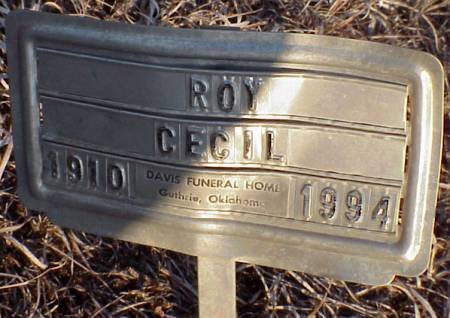 ROY
CECIL
1910 DAVIS FUNERAL HOME 1994
Guthrie, Oklahoma